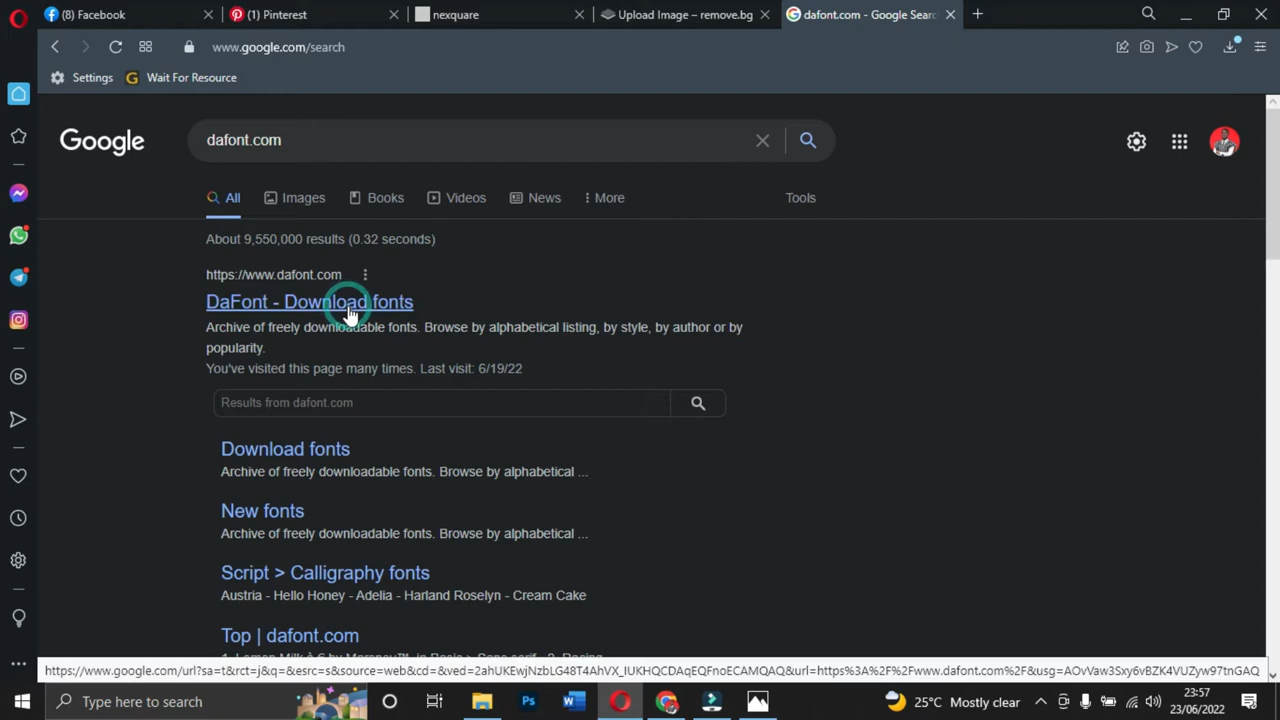 (8) Facebook
(1) Pinterest
nexquare
Upload Image – remove.bg
dafont.com - Google Searc
www.google.com/search
Settings
Wait For Resource
Google
dafont.com
All
Images
Books
Videos
News
More
Tools
About 9,550,000 results (0.32 seconds)
https://www.dafont.com
DaFont - Download fonts
Archive of freely downloadable fonts. Browse by alphabetical listing, by style, by author or by
popularity.
You've visited this page many times. Last visit: 6/19/22
Results from dafont.com
Download fonts
Archive of freely downloadable fonts. Browse by alphabetical ...
New fonts
Archive of freely downloadable fonts. Browse by alphabetical ...
Script > Calligraphy fonts
Austria - Hello Honey - Adelia - Harland Roselyn - Cream Cake
Top | dafont.com
https://www.google.com/url?sa=t&rct=j&q=&esrc=s&source=web&cd=&ved=2ahUKEwjNzbLG48T4AhVX_IUKHQCDAqEQFnoECAMQAQ&url=https%3A%2F%2Fwww.dafont.com%2F&usg=AOvVaw3Sxy6vBZK4VUZyw97tnGAQ
Type here to search
Ps
W
25°C Mostly clear
23:57
23/06/2022